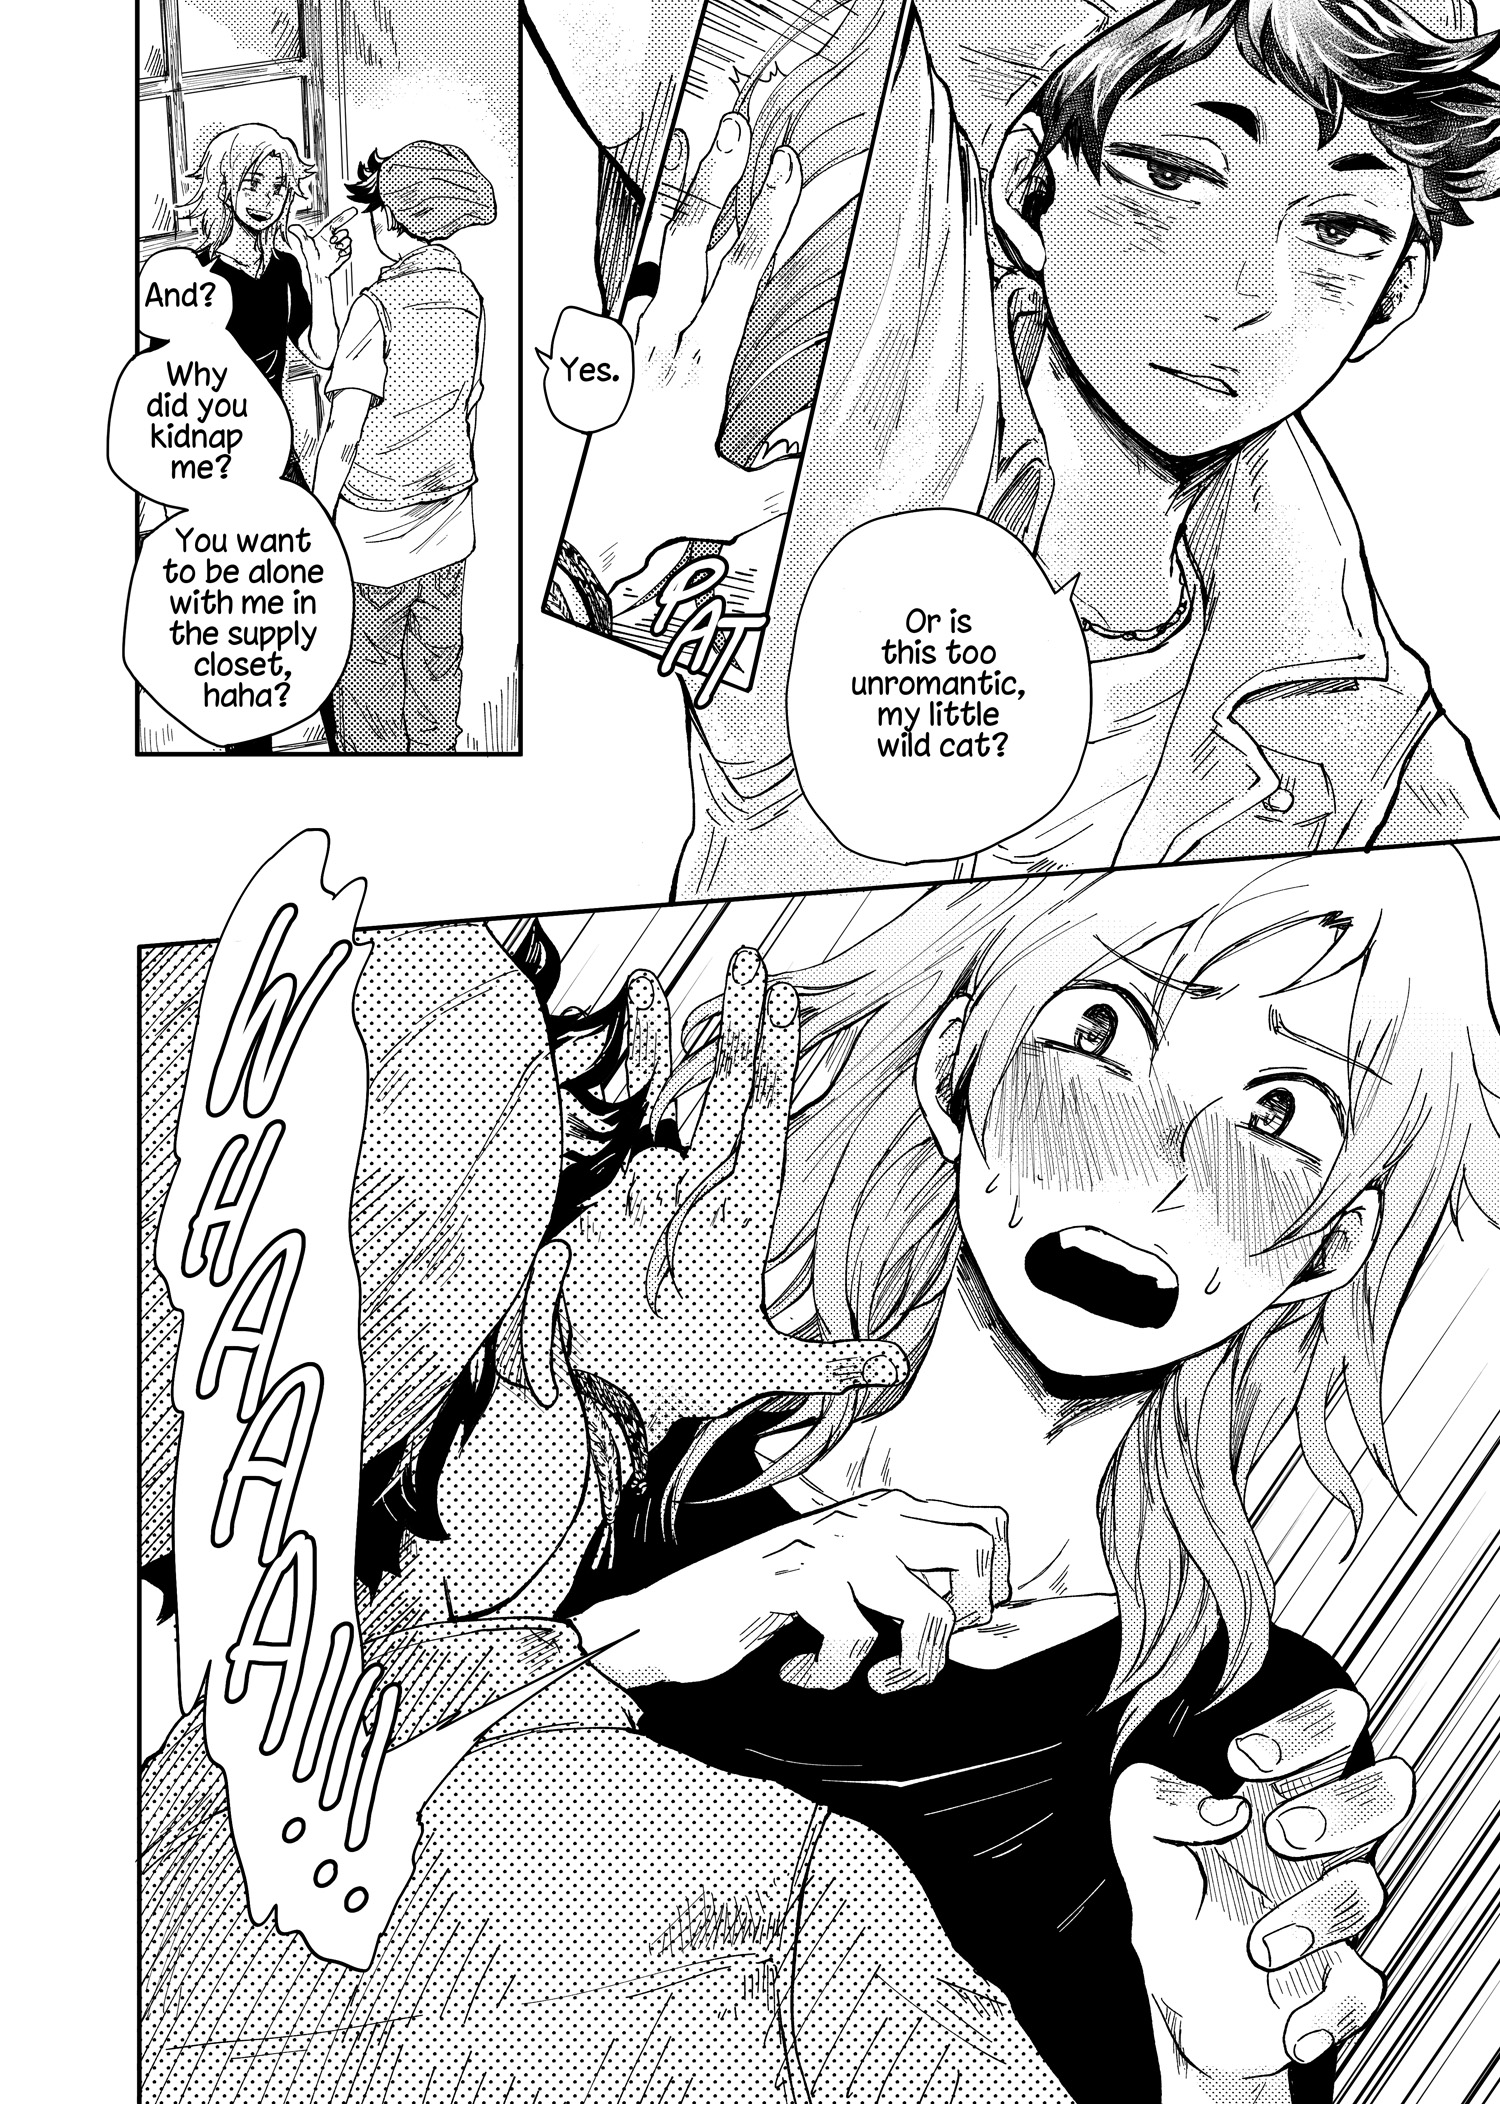 And?
Why
did you
kidnap
me?
You want
to be alone
with me in
the supply
closet,
haha?
Yes.
PAT
Or is
this too
unromantic,
my little
wild cat?
WHAAAA!!!...